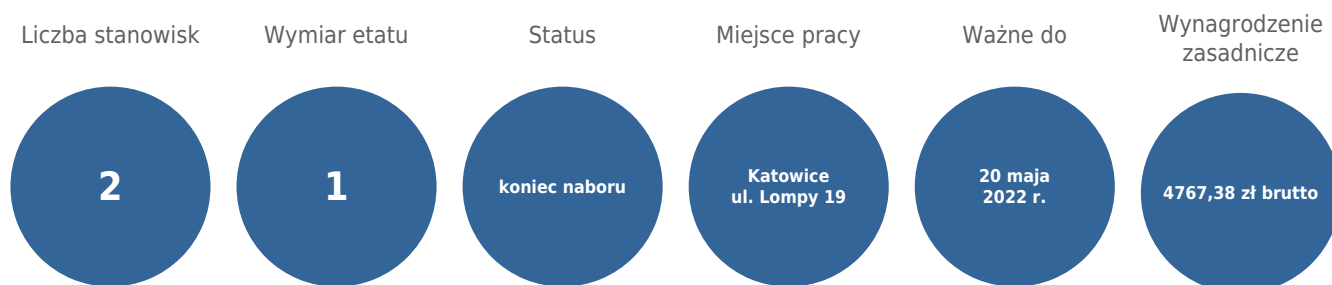 Liczba stanowisk
Wymiar etatu
Status
Miejsce pracy
Ważne do
Wynagrodzenie
zasadnicze
2
1
koniec naboru
Katowice
ul. Lompy 19
20 maja
2022 r.
4767,38 zł brutto